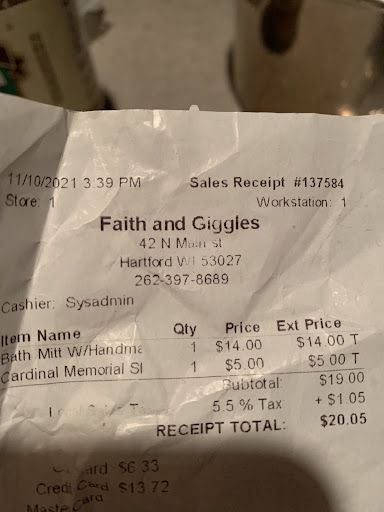 11/10/2021 3:39 PM Sales Receipt #137584
Store: 1 Workstation: 1
Faith and Giggles
42 N Main st
Hartford WI 53027
262-397-8689
Cashier: Sysadmin
Item Name Qty Price Ext Price
Bath Mitt W/Handma 1 $14.00 $14.00 T
Cardinal Memorial Sl 1 $5.00 $5.00 T
Subtotal: $19.00
5.5 % Tax + $1.05
RECEIPT TOTAL: $20.05
$6.33
Credit Card $13.72
Card